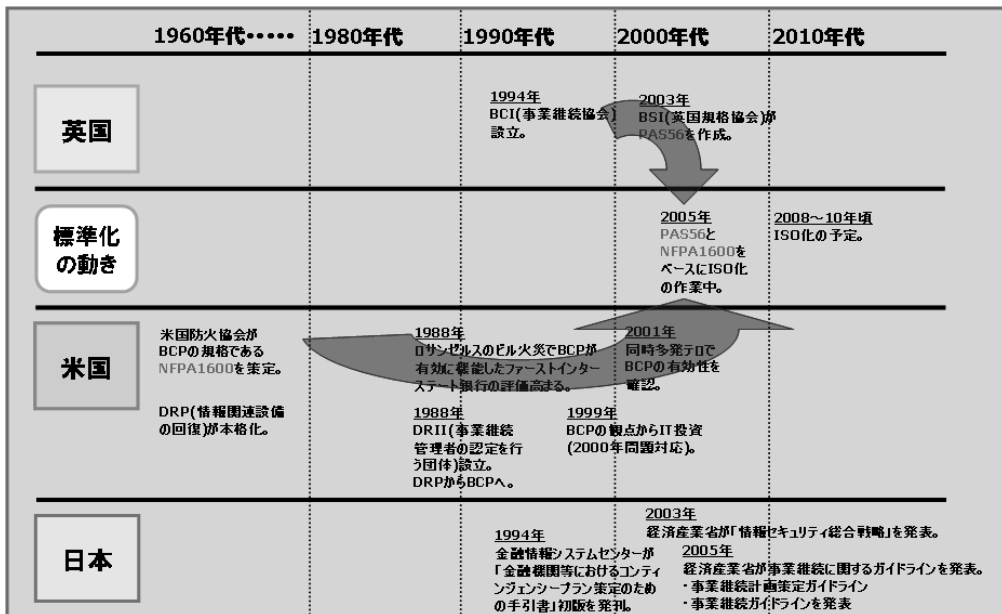 1960年代‥‥‥ 1980年代 1990年代 2000年代 2010年代
英国
1994年
BCI(事業継続協会)
設立。
2003年
BSI(英国規格協会)が
PAS56を作成。
標準化
の動き
2005年
PAS56と
NFPA1600を
ベースにISO化
の作業中。
2008～10年頃
ISO化の予定。
米国
米国防火協会が
BCPの規格である
NFPA1600を策定。
DRP(情報関連設備
の回復)が本格化。
1988年
ロサンゼルスのビル火災でBCPが
有効に機能したファーストインター
ステート銀行の評価高まる。
1988年
DRII(事業継続
管理者の認定を行
う団体)設立。
DRPからBCPへ。
1999年
BCPの観点からIT投資
(2000年問題対応)。
2001年
同時多発テロで
BCPの有効性を
確認。
日本
1994年
金融情報システムセンターが
「金融機関等におけるコンティ
ンジェンシープラン策定のため
の手引書」初版を発刊。
2003年
経済産業省が「情報セキュリティ総合戦略」を発表。
2005年
経済産業省が事業継続に関するガイドラインを発表。
・事業継続計画策定ガイドライン
・事業継続ガイドラインを発表